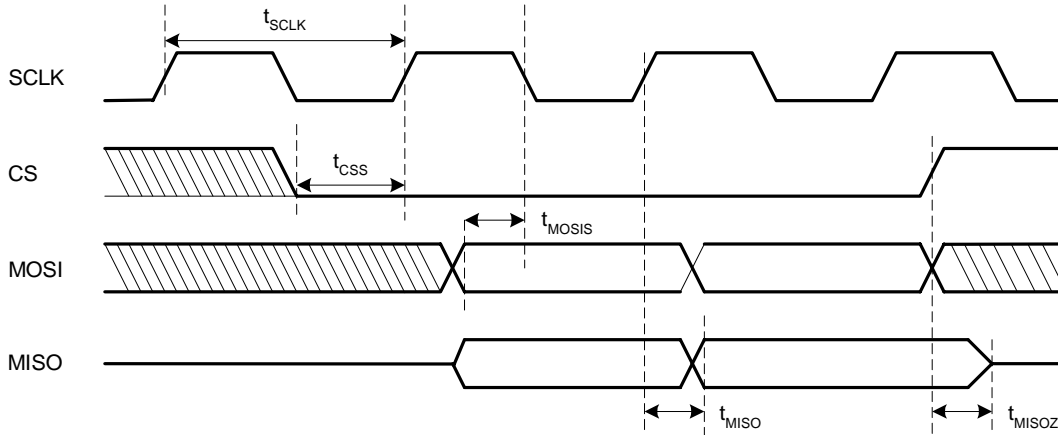 tSCLK
SCLK
CS
tCSS
tMOSIS
MOSI
MISO
tMISO
tMISOZ